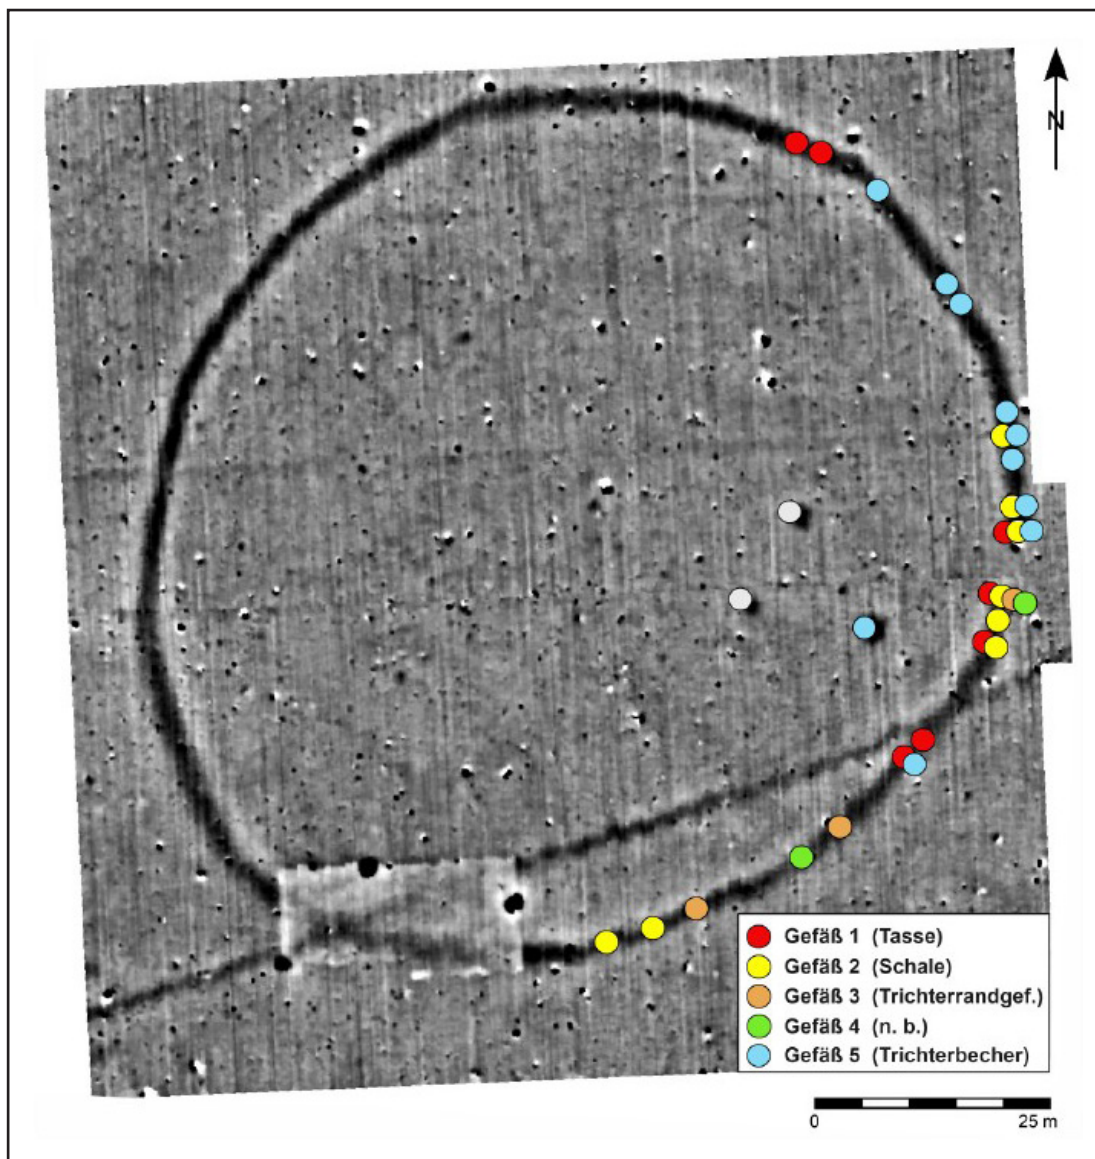 N
Gefäß 1 (Tasse)
Gefäß 2 (Schale)
Gefäß 3 (Trichterrandgef.)
Gefäß 4 (n. b.)
Gefäß 5 (Trichterbecher)
0 25 m